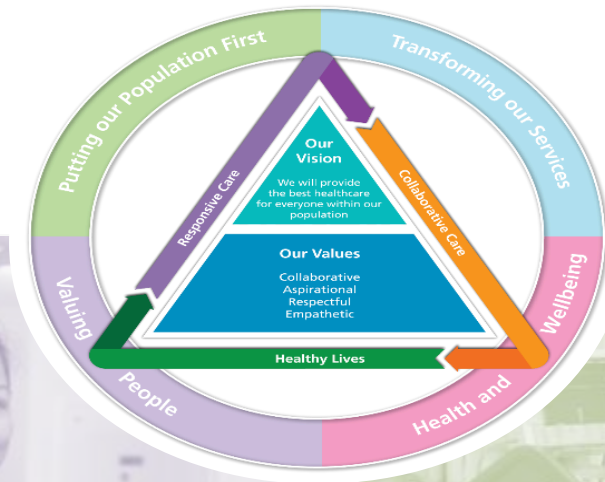 Putting our Population First
Transforming our Services
Responsive Care
Collaborative Care
Our
Vision
We will provide
the best healthcare
for everyone within our
population
Our Values
Collaborative
Aspirational
Respectful
Empathetic
Healthy Lives
Valuing People
Health and Wellbeing